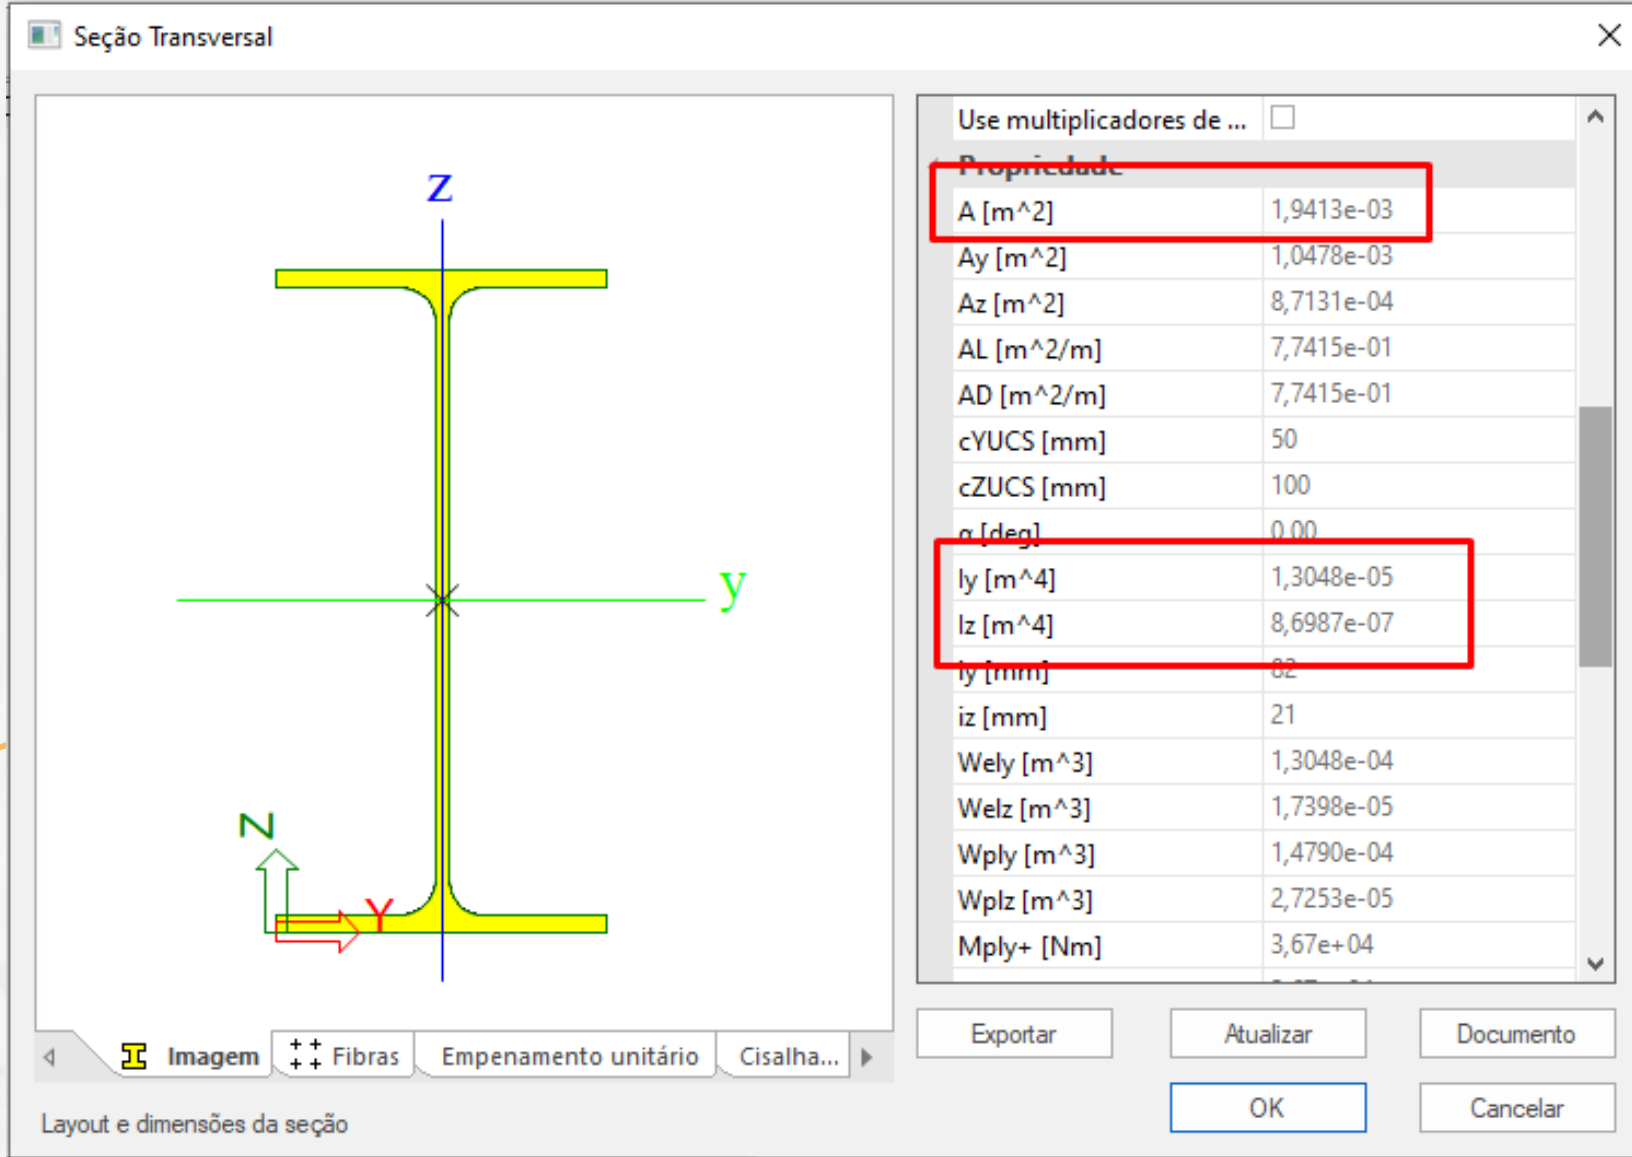 Seção Transversal
Use multiplicadores de ...
Propriedade
A [m^2] 1,9413e-03
Ay [m^2] 1,0478e-03
Az [m^2] 8,7131e-04
AL [m^2/m] 7,7415e-01
AD [m^2/m] 7,7415e-01
cYUCS [mm] 50
cZUCS [mm] 100
α [deg] 0.00
Iy [m^4] 1,3048e-05
Iz [m^4] 8,6987e-07
iy [mm] 82
iz [mm] 21
Wely [m^3] 1,3048e-04
Welz [m^3] 1,7398e-05
Wply [m^3] 1,4790e-04
Wplz [m^3] 2,7253e-05
Mply+ [Nm] 3,67e+04
z
y
Z
Y
Imagem Fibras Empenamento unitário Cisalha...
Layout e dimensões da seção
Exportar Atualizar Documento
OK Cancelar